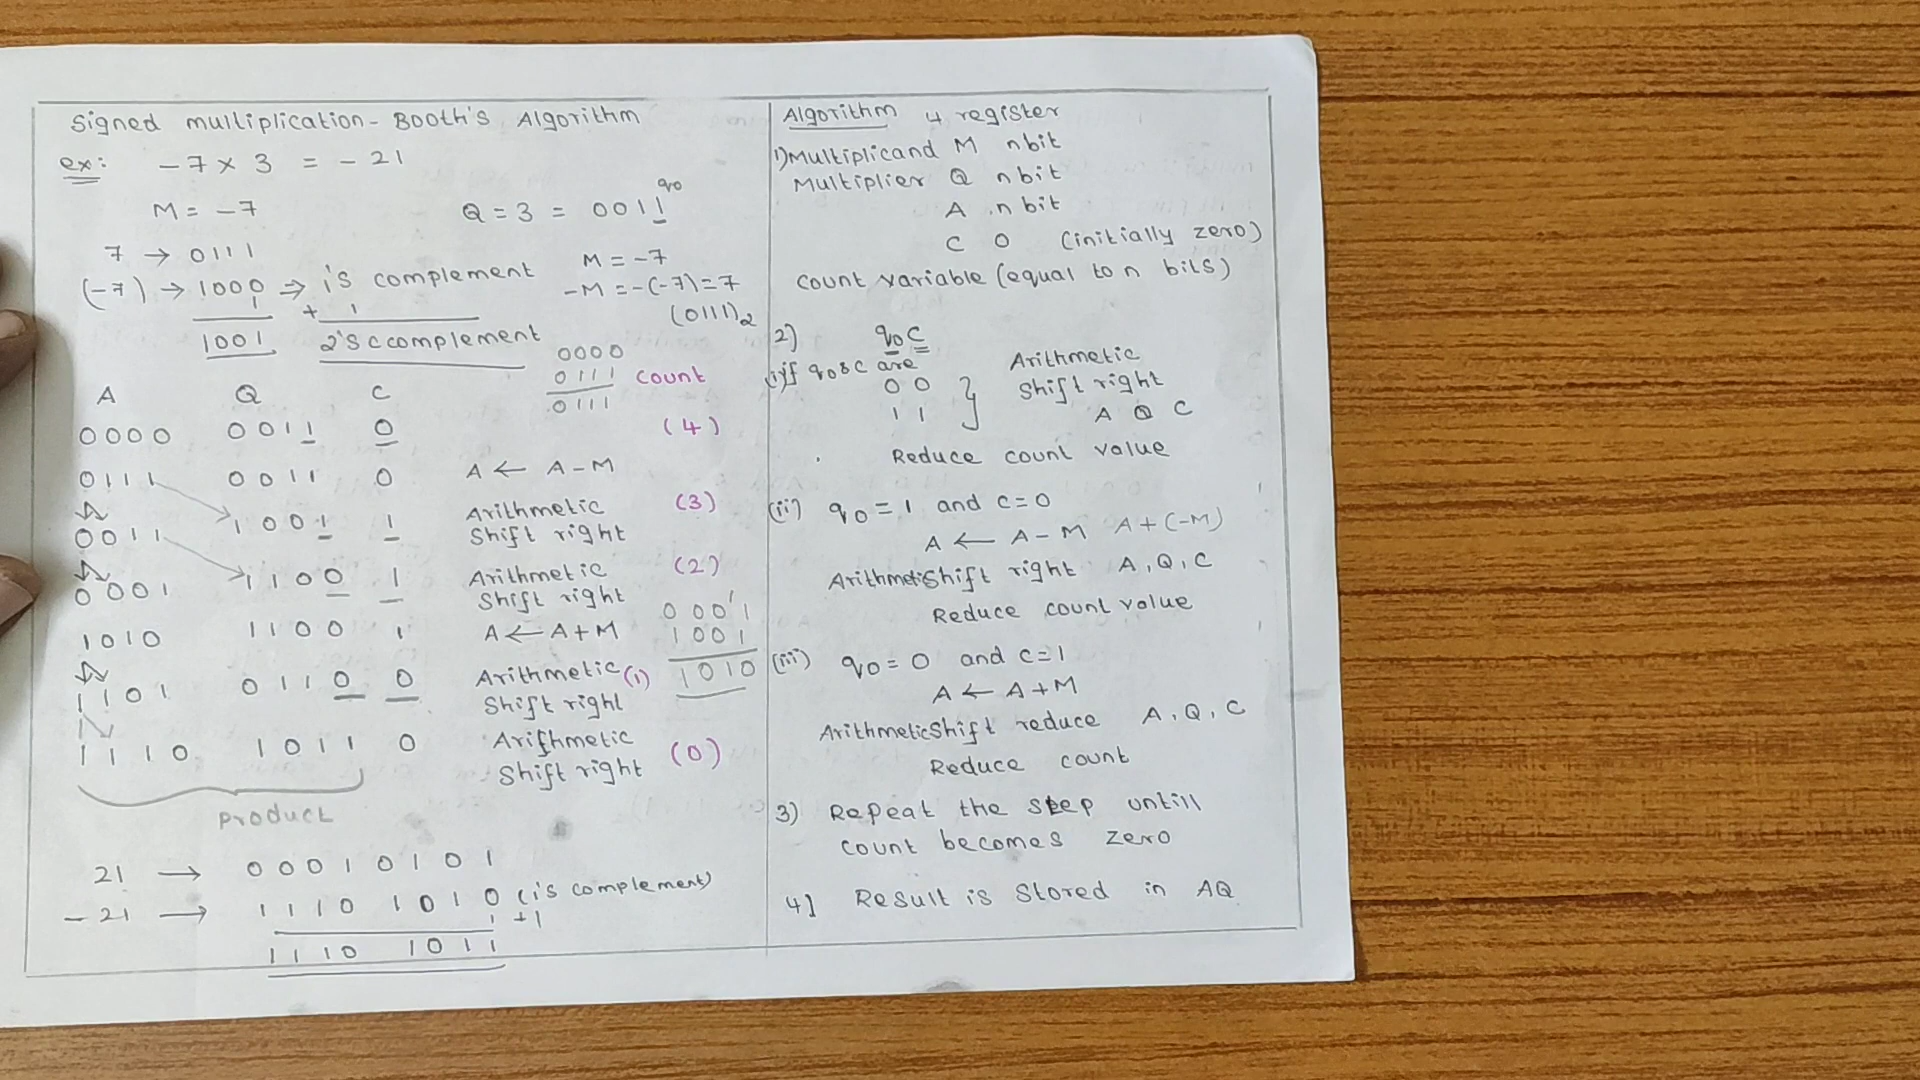 Signed multiplication - Booth's Algorithm
ex: -7 x 3 = -21
M = -7 Q = 3 = 0011 q0
7 → 0111
(-7) → 1000 ⇒ 1's complement
1 + 1
1001 2's ccomplement
M = -7
-M = -(-7) = 7
(0111)2
0000
0111
0111
A Q C count
0000 0011 0 (4)
0111 0011 0 A ← A-M
0011 1001 1 Arithmetic Shift right (3)
0001 1100 1 Arithmetic Shift right (2)
1010 1100 1 A ← A+M
0001
1001
1010
1101 0110 0 Arithmetic Shift right (1)
1110 1011 0 Arithmetic Shift right (0)
Product
21 → 00010101
-21 → 1110 1010 (1's complement)
1 +1
1110 1011
Algorithm 4 register
1) Multiplicand M n bit
Multiplier Q n bit
A n bit
C 0 (initially zero)
count variable (equal to n bits)
2) q0 C
(i) if q0 & c are
0 0
1 1 } Arithmetic Shift right
A Q C
Reduce count value
(ii) q0 = 1 and c = 0
A ← A - M A + (-M)
Arithmetic Shift right A, Q, C
Reduce count value
(iii) q0 = 0 and c = 1
A ← A + M
Arithmetic Shift reduce A, Q, C
Reduce count
3) Repeat the step untill
count becomes zero
4] Result is Stored in AQ